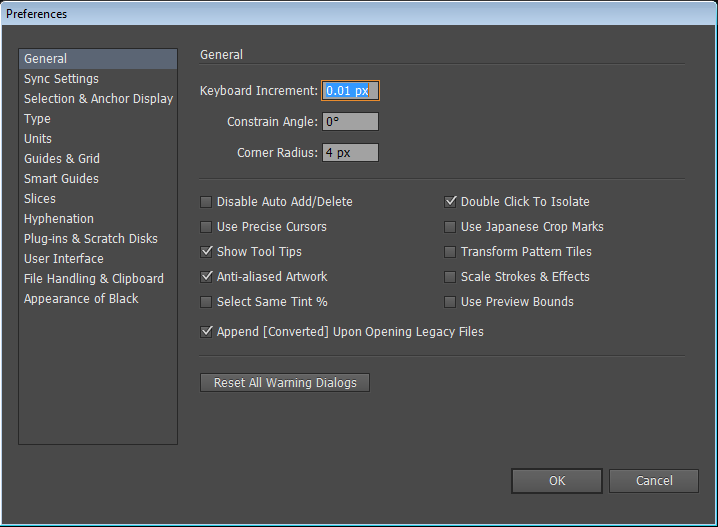 Preferences
General
Sync Settings
Selection & Anchor Display
Type
Units
Guides & Grid
Smart Guides
Slices
Hyphenation
Plug-ins & Scratch Disks
User Interface
File Handling & Clipboard
Appearance of Black
General
Keyboard Increment: 0.01 px
Constrain Angle: 0°
Corner Radius: 4 px
Disable Auto Add/Delete
Double Click To Isolate
Use Precise Cursors
Use Japanese Crop Marks
Show Tool Tips
Transform Pattern Tiles
Anti-aliased Artwork
Scale Strokes & Effects
Select Same Tint %
Use Preview Bounds
Append [Converted] Upon Opening Legacy Files
Reset All Warning Dialogs
OK
Cancel